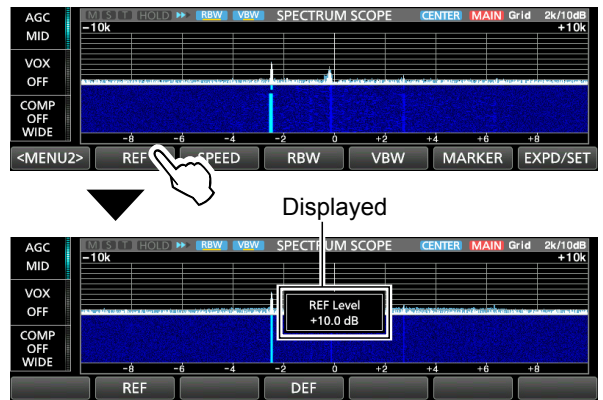 AGC M S T HOLD RBW VBW SPECTRUM SCOPE CENTER MAIN Grid 2k/10dB
MID -10k +10k
VOX
OFF
COMP
OFF
WIDE
-8 -6 -4 -2 0 +2 +4 +6 +8
<MENU2> REF SPEED RBW VBW MARKER EXPD/SET
Displayed
AGC M S T HOLD RBW VBW SPECTRUM SCOPE CENTER MAIN Grid 2k/10dB
MID -10k +10k
VOX
OFF
REF Level
+10.0 dB
COMP
OFF
WIDE
-8 -6 -4 -2 0 +2 +4 +6 +8
REF DEF